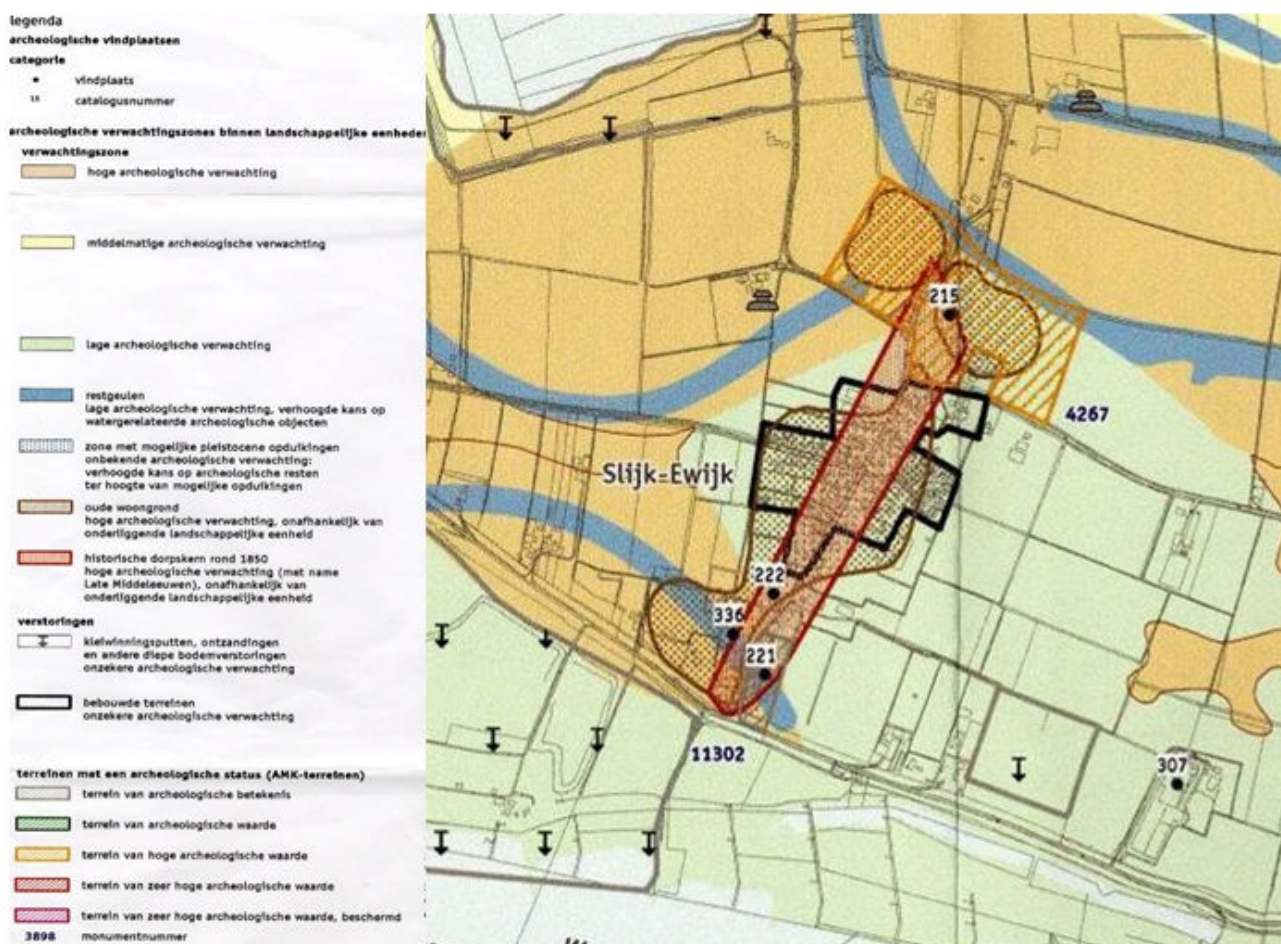 legenda
archeologische vindplaatsen
categorie
vindplaats
15 catalogusnummer
archeologische verwachtingszones binnen landschappelijke eenheden
verwachtingszone
hoge archeologische verwachting
middelmatige archeologische verwachting
lage archeologische verwachting
restgeulen
lage archeologische verwachting, verhoogde kans op
watergerelateerde archeologische objecten
zone met mogelijke pleistocene opduikingen
onbekende archeologische verwachting:
verhoogde kans op archeologische resten
ter hoogte van mogelijke opduikingen
oude woongrond
hoge archeologische verwachting, onafhankelijk van
onderliggende landschappelijke eenheid
historische dorpskern rond 1850
hoge archeologische verwachting (met name
Late Middeleeuwen), onafhankelijk van
onderliggende landschappelijke eenheid
verstoringen
kleiwinningsputten, ontzandingen
en andere diepe bodemverstoringen
onzekere archeologische verwachting
bebouwde terreinen
onzekere archeologische verwachting
terreinen met een archeologische status (AMK-terreinen)
terrein van archeologische betekenis
terrein van archeologische waarde
terrein van hoge archeologische waarde
terrein van zeer hoge archeologische waarde
terrein van zeer hoge archeologische waarde, beschermd
3898 monumentnummer
215
4267
Slijk-Ewijk
222
336
221
11302
307